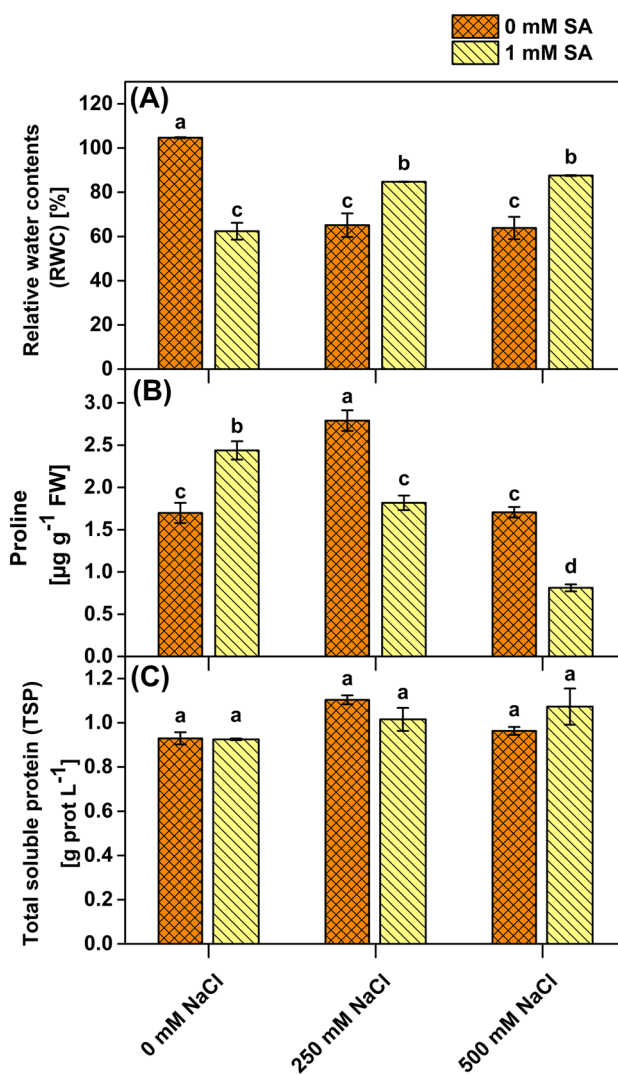 0 mM SA
1 mM SA
(A)
Relative water contents
(RWC) [%]
120
100
80
60
40
20
0
a
c
c
b
c
b
(B)
Proline
[µg g⁻¹ FW]
3.0
2.5
2.0
1.5
1.0
0.5
0.0
c
b
a
c
c
d
(C)
Total soluble protein (TSP)
[g prot L⁻¹]
1.2
1.0
0.8
0.6
0.4
0.2
0.0
a
a
a
a
a
a
0 mM NaCl
250 mM NaCl
500 mM NaCl